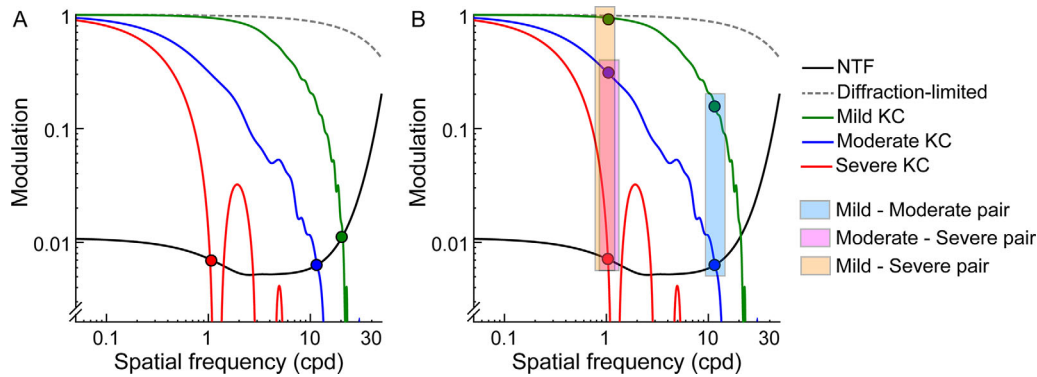 A
Modulation
1
0.1
0.01
0.1
1
10
30
Spatial frequency (cpd)
B
Modulation
1
0.1
0.01
0.1
1
10
30
Spatial frequency (cpd)
NTF
Diffraction-limited
Mild KC
Moderate KC
Severe KC
Mild - Moderate pair
Moderate - Severe pair
Mild - Severe pair